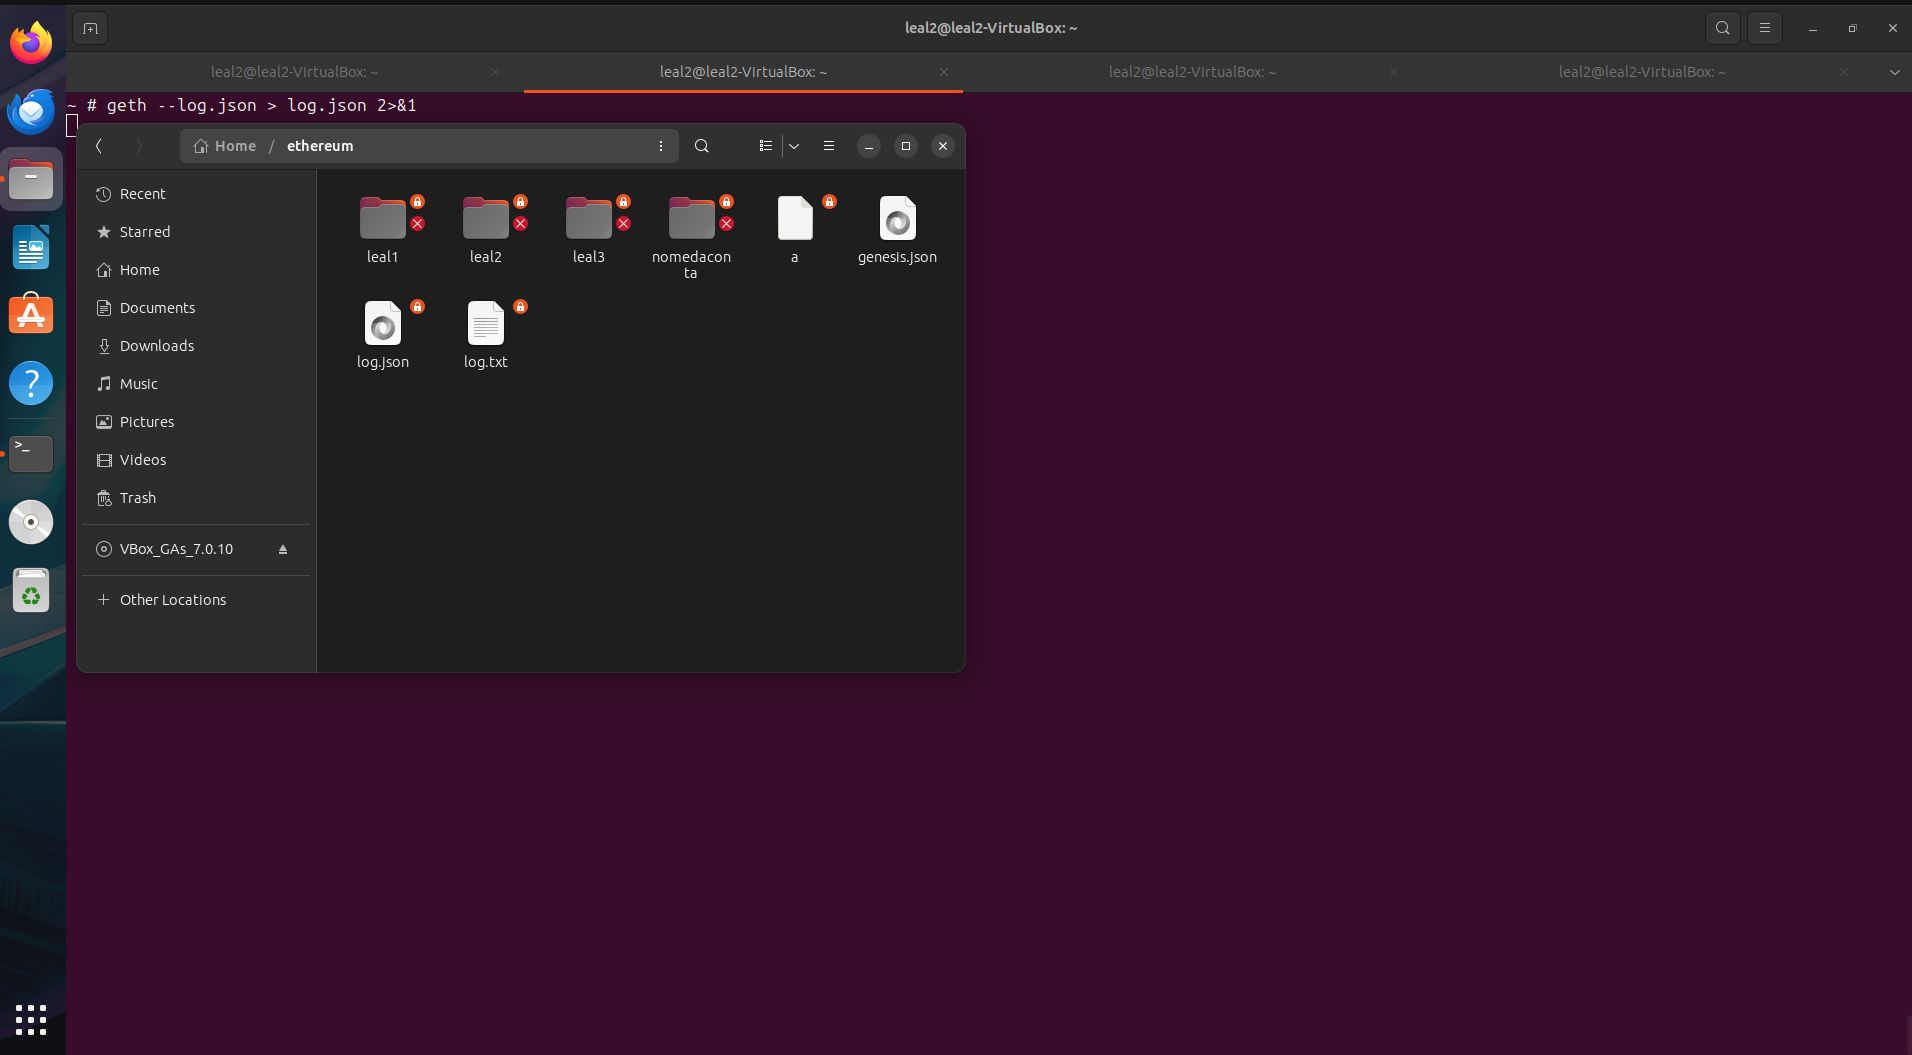 leal2@leal2-VirtualBox: ~
leal2@leal2-VirtualBox: ~
leal2@leal2-VirtualBox: ~
leal2@leal2-VirtualBox: ~
leal2@leal2-VirtualBox: ~
~ # geth --log.json > log.json 2>&1
Home / ethereum
Recent
Starred
Home
Documents
Downloads
Music
Pictures
Videos
Trash
VBox_GAs_7.0.10
Other Locations
leal1
leal2
leal3
nomedacon
ta
a
genesis.json
log.json
log.txt